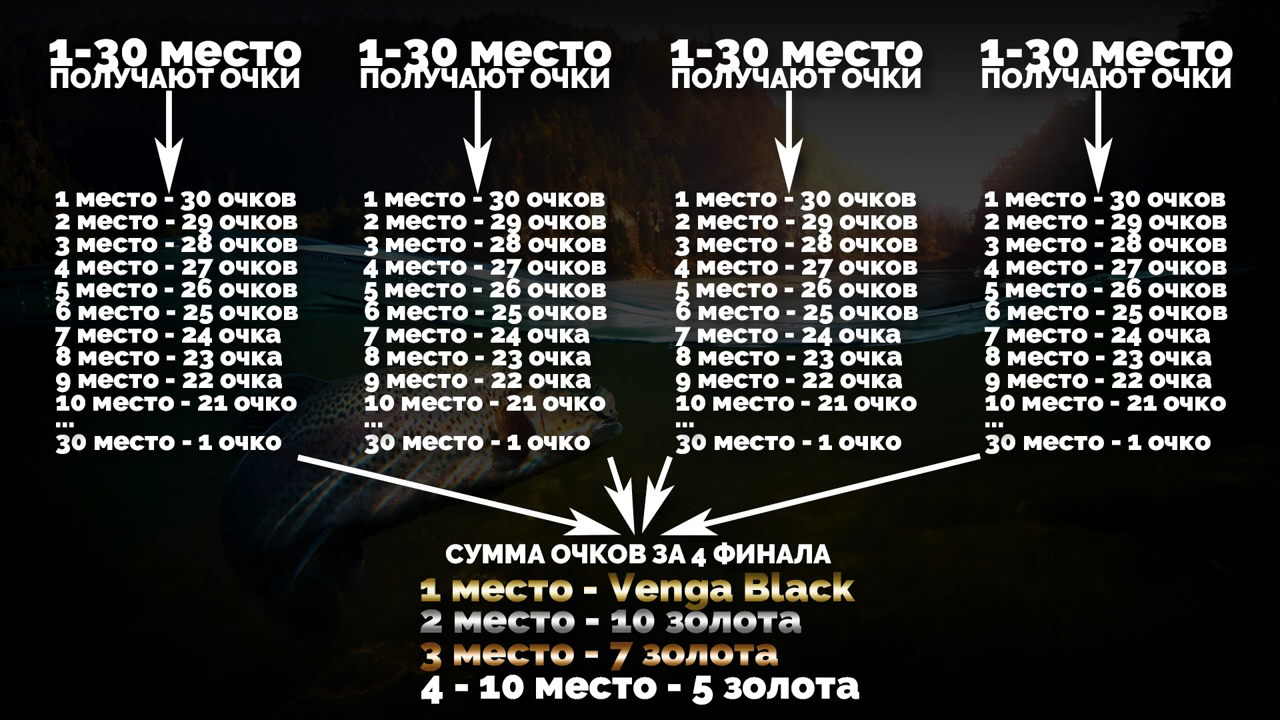 1-30 место
ПОЛУЧАЮТ ОЧКИ
1 место - 30 очков
2 место - 29 очков
3 место - 28 очков
4 место - 27 очков
5 место - 26 очков
6 место - 25 очков
7 место - 24 очка
8 место - 23 очка
9 место - 22 очка
10 место - 21 очко
...
30 место - 1 очко
1-30 место
ПОЛУЧАЮТ ОЧКИ
1 место - 30 очков
2 место - 29 очков
3 место - 28 очков
4 место - 27 очков
5 место - 26 очков
6 место - 25 очков
7 место - 24 очка
8 место - 23 очка
9 место - 22 очка
10 место - 21 очко
...
30 место - 1 очко
1-30 место
ПОЛУЧАЮТ ОЧКИ
1 место - 30 очков
2 место - 29 очков
3 место - 28 очков
4 место - 27 очков
5 место - 26 очков
6 место - 25 очков
7 место - 24 очка
8 место - 23 очка
9 место - 22 очка
10 место - 21 очко
...
30 место - 1 очко
1-30 место
ПОЛУЧАЮТ ОЧКИ
1 место - 30 очков
2 место - 29 очков
3 место - 28 очков
4 место - 27 очков
5 место - 26 очков
6 место - 25 очков
7 место - 24 очка
8 место - 23 очка
9 место - 22 очка
10 место - 21 очко
...
30 место - 1 очко
СУММА ОЧКОВ ЗА 4 ФИНАЛА
1 место - Venga Black
2 место - 10 золота
3 место - 7 золота
4 - 10 место - 5 золота